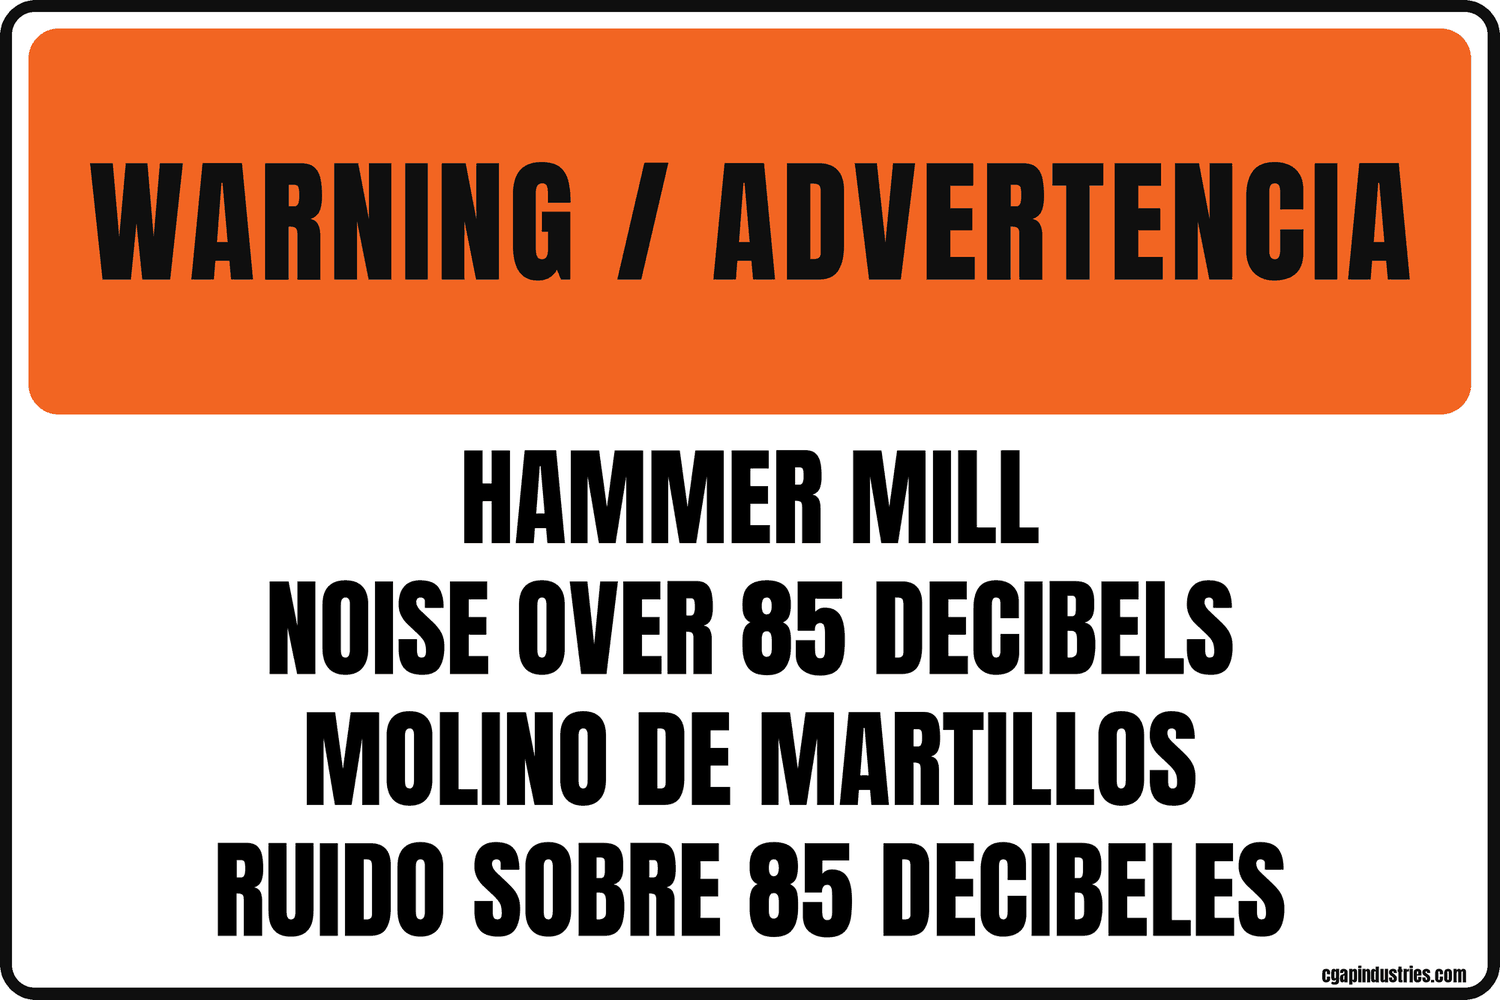 WARNING / ADVERTENCIA
HAMMER MILL
NOISE OVER 85 DECIBELS
MOLINO DE MARTILLOS
RUIDO SOBRE 85 DECIBELES
cgapindustries.com